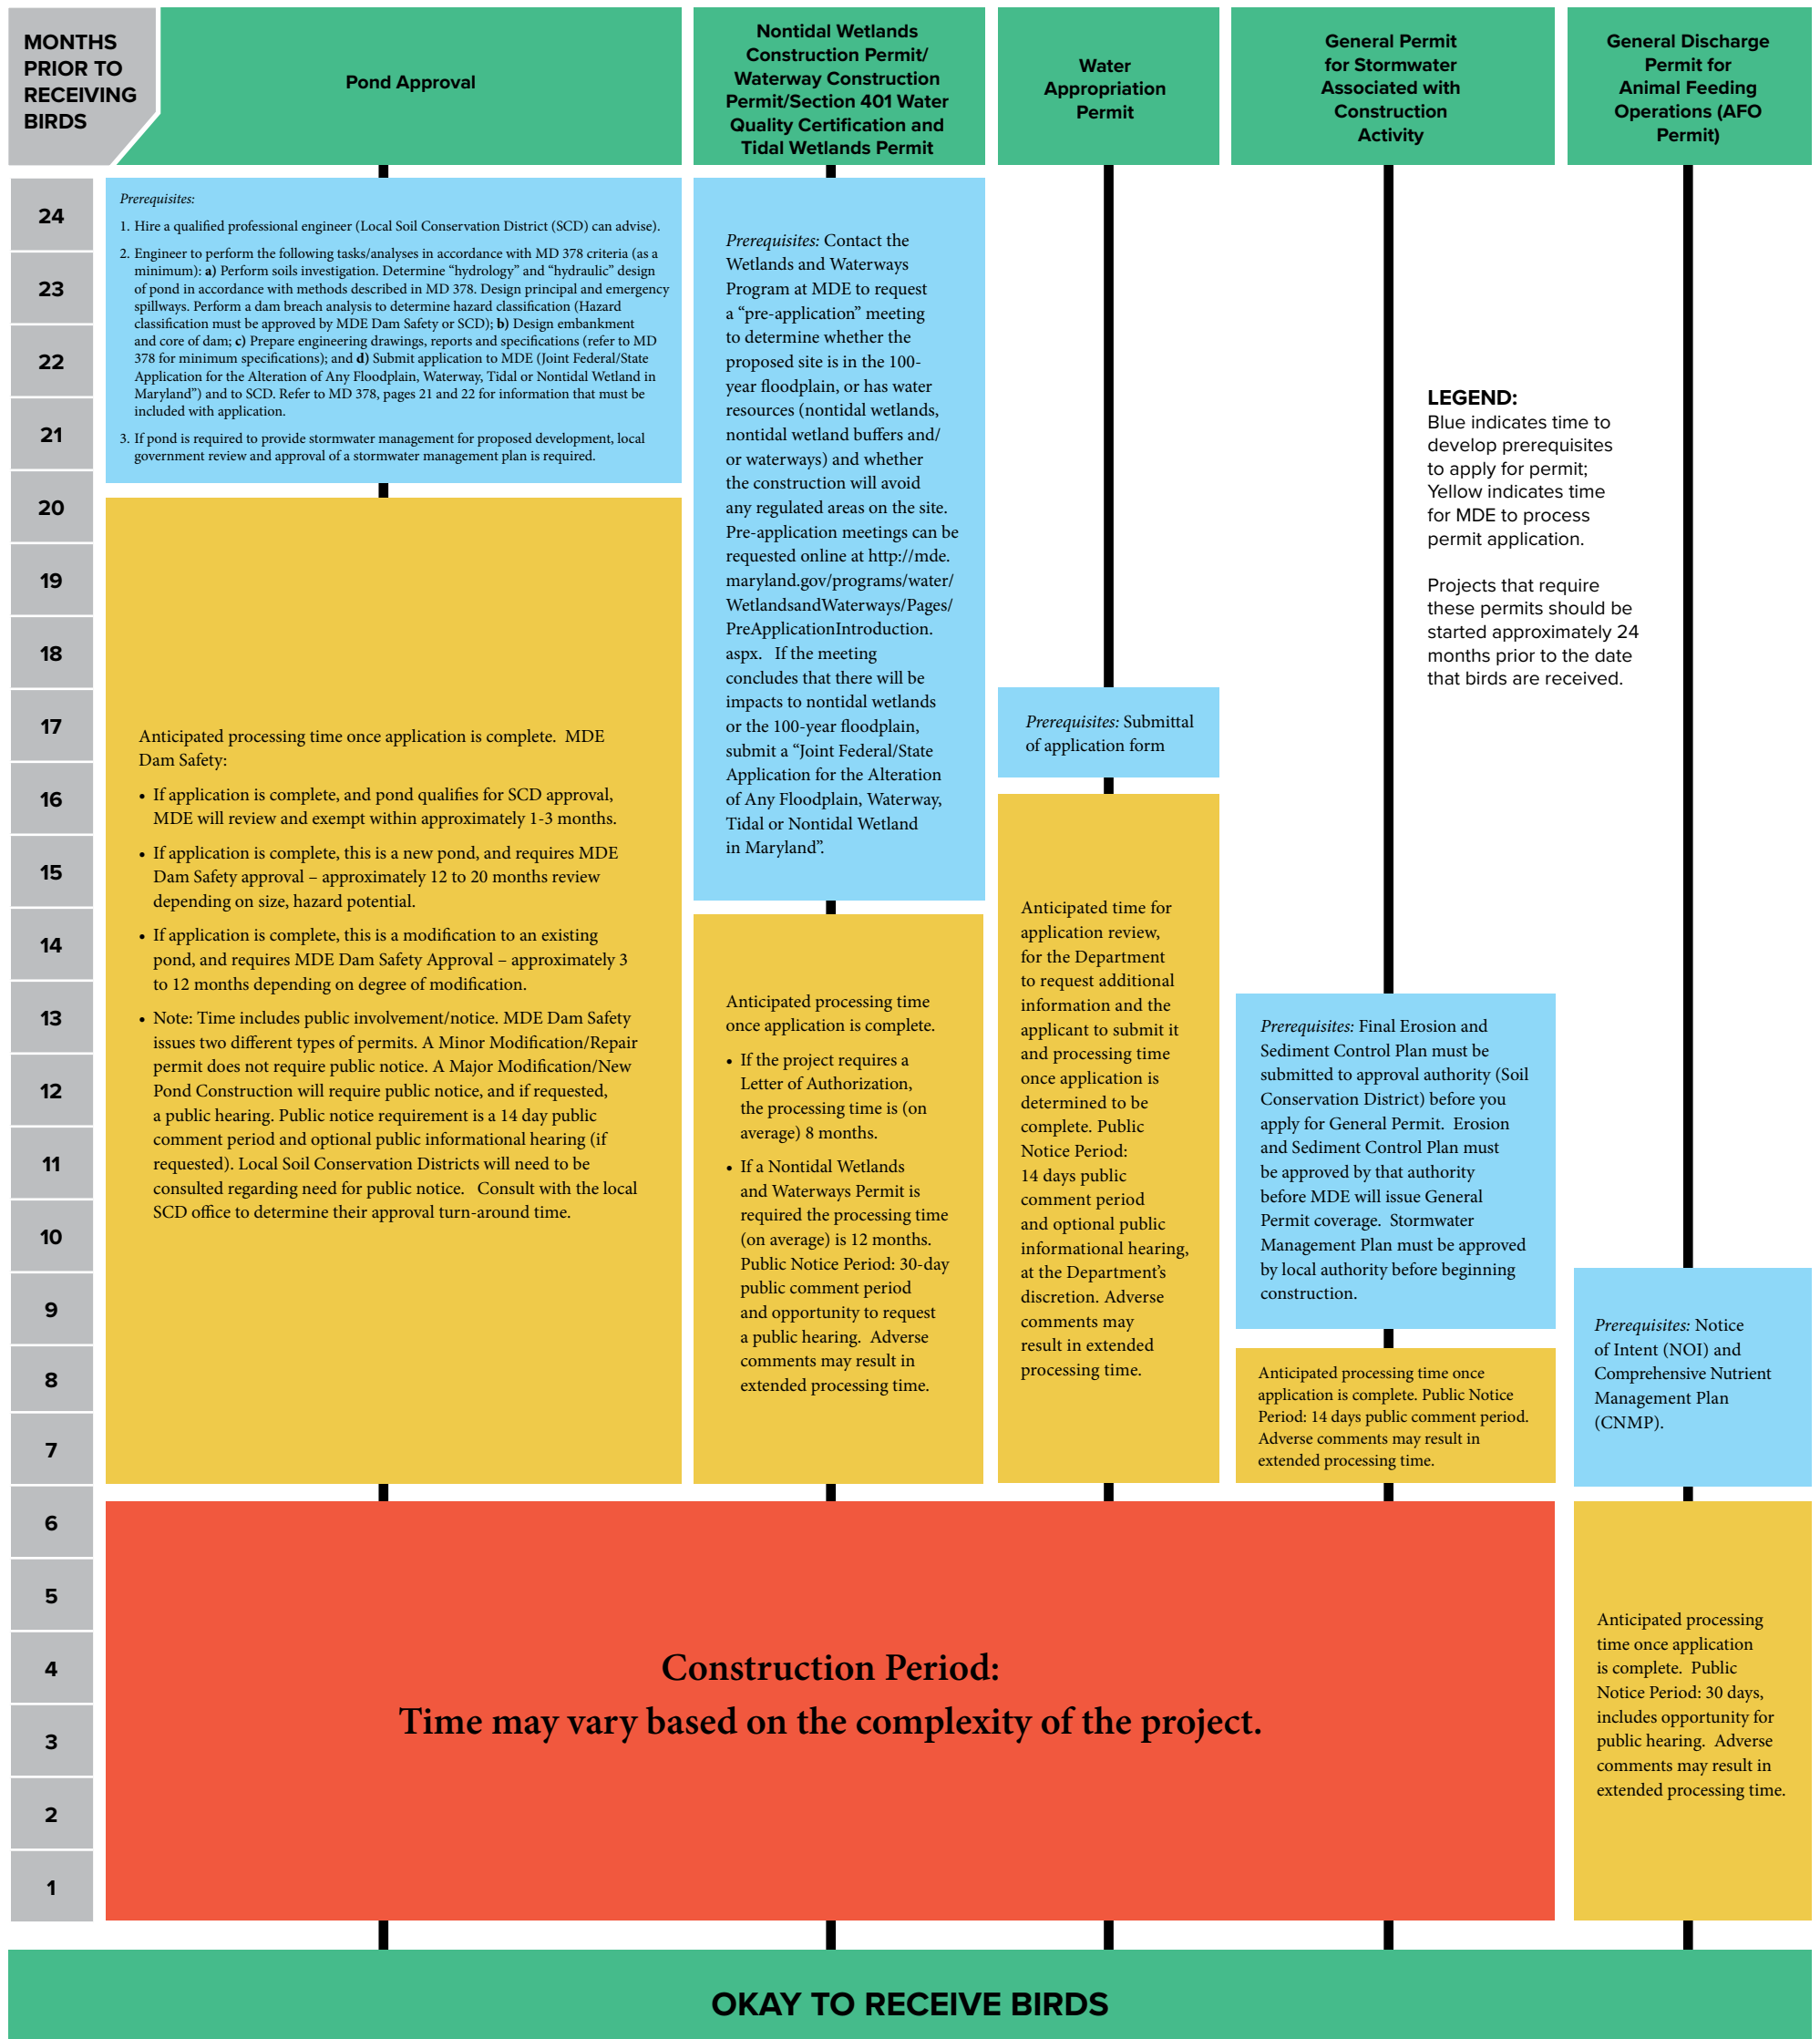 MONTHS
PRIOR TO
RECEIVING
BIRDS
Pond Approval
Nontidal Wetlands
Construction Permit/
Waterway Construction
Permit/Section 401 Water
Quality Certification and
Tidal Wetlands Permit
Water
Appropriation
Permit
General Permit
for Stormwater
Associated with
Construction
Activity
General Discharge
Permit for
Animal Feeding
Operations (AFO
Permit)
24
23
22
21
20
19
18
17
16
15
14
13
12
11
10
9
8
7
6
5
4
3
2
1
Prerequisites:
1. Hire a qualified professional engineer (Local Soil Conservation District (SCD) can advise).
2. Engineer to perform the following tasks/analyses in accordance with MD 378 criteria (as a
minimum): a) Perform soils investigation. Determine “hydrology” and “hydraulic” design
of pond in accordance with methods described in MD 378. Design principal and emergency
spillways. Perform a dam breach analysis to determine hazard classification (Hazard
classification must be approved by MDE Dam Safety or SCD); b) Design embankment
and core of dam; c) Prepare engineering drawings, reports and specifications (refer to MD
378 for minimum specifications); and d) Submit application to MDE (Joint Federal/State
Application for the Alteration of Any Floodplain, Waterway, Tidal or Nontidal Wetland in
Maryland”) and to SCD. Refer to MD 378, pages 21 and 22 for information that must be
included with application.
3. If pond is required to provide stormwater management for proposed development, local
government review and approval of a stormwater management plan is required.
Anticipated processing time once application is complete. MDE
Dam Safety:
• If application is complete, and pond qualifies for SCD approval,
MDE will review and exempt within approximately 1-3 months.
• If application is complete, this is a new pond, and requires MDE
Dam Safety approval – approximately 12 to 20 months review
depending on size, hazard potential.
• If application is complete, this is a modification to an existing
pond, and requires MDE Dam Safety Approval – approximately 3
to 12 months depending on degree of modification.
• Note: Time includes public involvement/notice. MDE Dam Safety
issues two different types of permits. A Minor Modification/Repair
permit does not require public notice. A Major Modification/New
Pond Construction will require public notice, and if requested,
a public hearing. Public notice requirement is a 14 day public
comment period and optional public informational hearing (if
requested). Local Soil Conservation Districts will need to be
consulted regarding need for public notice. Consult with the local
SCD office to determine their approval turn-around time.
Prerequisites: Contact the
Wetlands and Waterways
Program at MDE to request
a “pre-application” meeting
to determine whether the
proposed site is in the 100-
year floodplain, or has water
resources (nontidal wetlands,
nontidal wetland buffers and/
or waterways) and whether
the construction will avoid
any regulated areas on the site.
Pre-application meetings can be
requested online at http://mde.
maryland.gov/programs/water/
WetlandsandWaterways/Pages/
PreApplicationIntroduction.
aspx. If the meeting
concludes that there will be
impacts to nontidal wetlands
or the 100-year floodplain,
submit a “Joint Federal/State
Application for the Alteration
of Any Floodplain, Waterway,
Tidal or Nontidal Wetland
in Maryland”.
Anticipated processing time
once application is complete.
• If the project requires a
Letter of Authorization,
the processing time is (on
average) 8 months.
• If a Nontidal Wetlands
and Waterways Permit is
required the processing time
(on average) is 12 months.
Public Notice Period: 30-day
public comment period
and opportunity to request
a public hearing. Adverse
comments may result in
extended processing time.
Prerequisites: Submittal
of application form
Anticipated time for
application review,
for the Department
to request additional
information and the
applicant to submit it
and processing time
once application is
determined to be
complete. Public
Notice Period:
14 days public
comment period
and optional public
informational hearing,
at the Department’s
discretion. Adverse
comments may
result in extended
processing time.
LEGEND:
Blue indicates time to
develop prerequisites
to apply for permit;
Yellow indicates time
for MDE to process
permit application.
Projects that require
these permits should be
started approximately 24
months prior to the date
that birds are received.
Prerequisites: Final Erosion and
Sediment Control Plan must be
submitted to approval authority (Soil
Conservation District) before you
apply for General Permit. Erosion
and Sediment Control Plan must
be approved by that authority
before MDE will issue General
Permit coverage. Stormwater
Management Plan must be approved
by local authority before beginning
construction.
Anticipated processing time once
application is complete. Public Notice
Period: 14 days public comment period.
Adverse comments may result in
extended processing time.
Prerequisites: Notice
of Intent (NOI) and
Comprehensive Nutrient
Management Plan
(CNMP).
Anticipated processing
time once application
is complete. Public
Notice Period: 30 days,
includes opportunity for
public hearing. Adverse
comments may result in
extended processing time.
Construction Period:
Time may vary based on the complexity of the project.
OKAY TO RECEIVE BIRDS